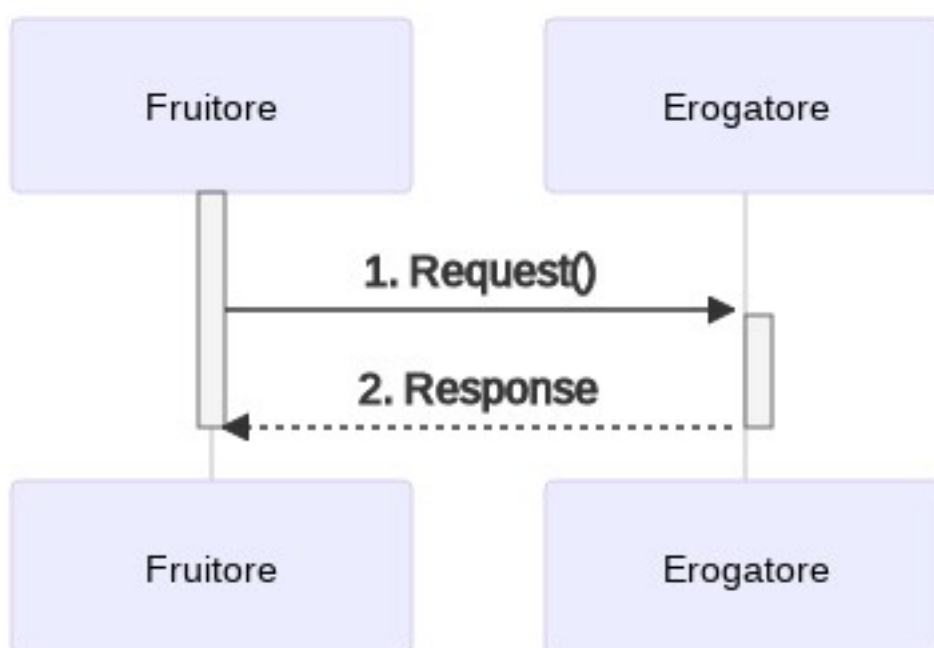 Fruitore
Erogatore
1. Request()
2. Response
Fruitore
Erogatore